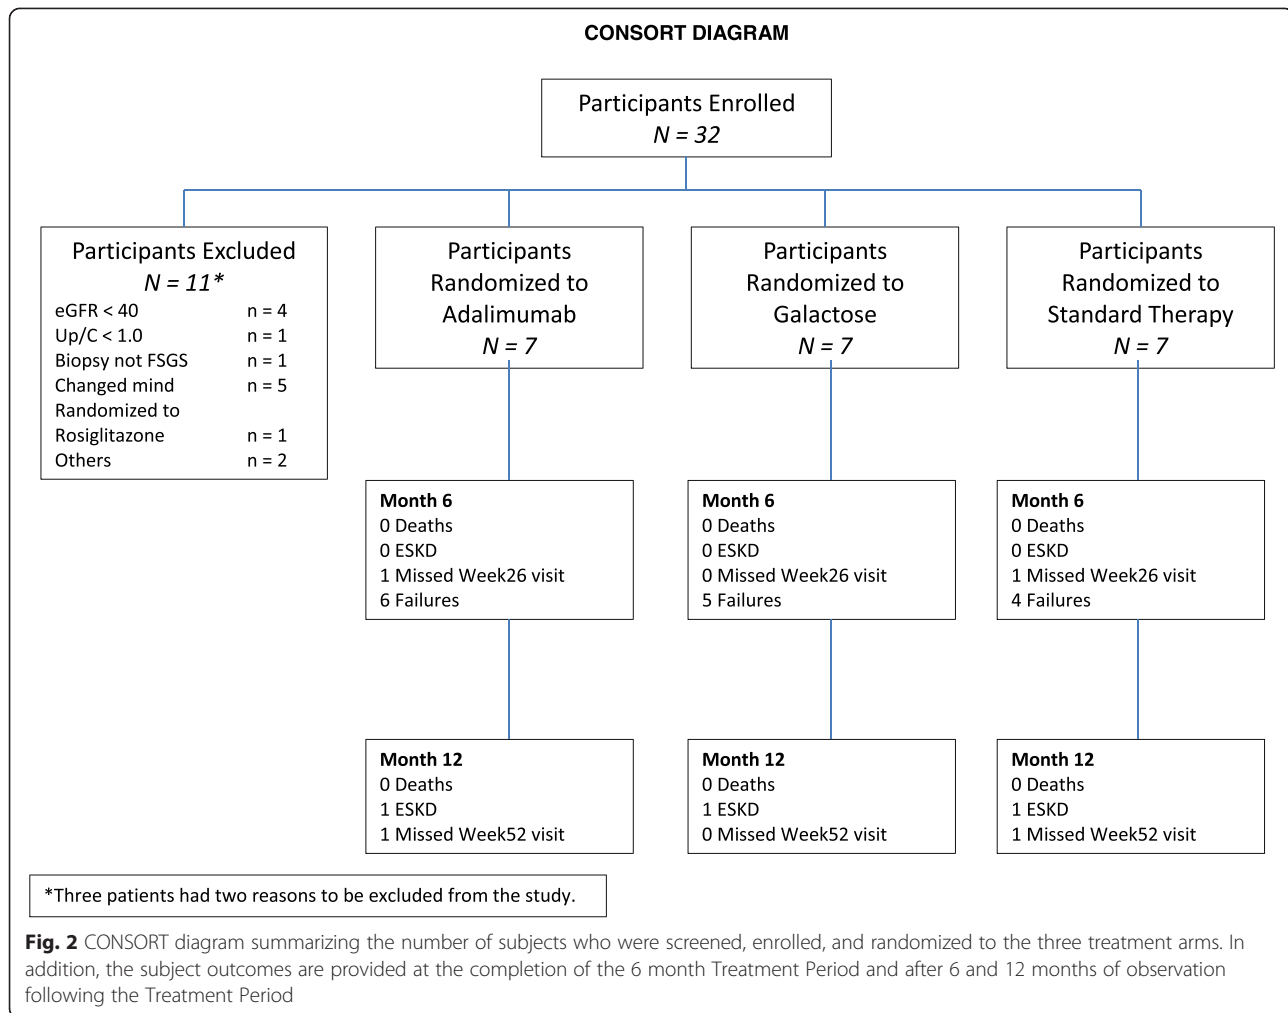 CONSORT DIAGRAM
Participants Enrolled
N = 32
Participants Excluded
N = 11*
eGFR < 40 n = 4
Up/C < 1.0 n = 1
Biopsy not FSGS n = 1
Changed mind n = 5
Randomized to
Rosiglitazone n = 1
Others n = 2
Participants
Randomized to
Adalimumab
N = 7
Participants
Randomized to
Galactose
N = 7
Participants
Randomized to
Standard Therapy
N = 7
Month 6
0 Deaths
0 ESKD
1 Missed Week26 visit
6 Failures
Month 6
0 Deaths
0 ESKD
0 Missed Week26 visit
5 Failures
Month 6
0 Deaths
0 ESKD
1 Missed Week26 visit
4 Failures
Month 12
0 Deaths
1 ESKD
1 Missed Week52 visit
Month 12
0 Deaths
1 ESKD
0 Missed Week52 visit
Month 12
0 Deaths
1 ESKD
1 Missed Week52 visit
*Three patients had two reasons to be excluded from the study.
Fig. 2 CONSORT diagram summarizing the number of subjects who were screened, enrolled, and randomized to the three treatment arms. In
addition, the subject outcomes are provided at the completion of the 6 month Treatment Period and after 6 and 12 months of observation
following the Treatment Period